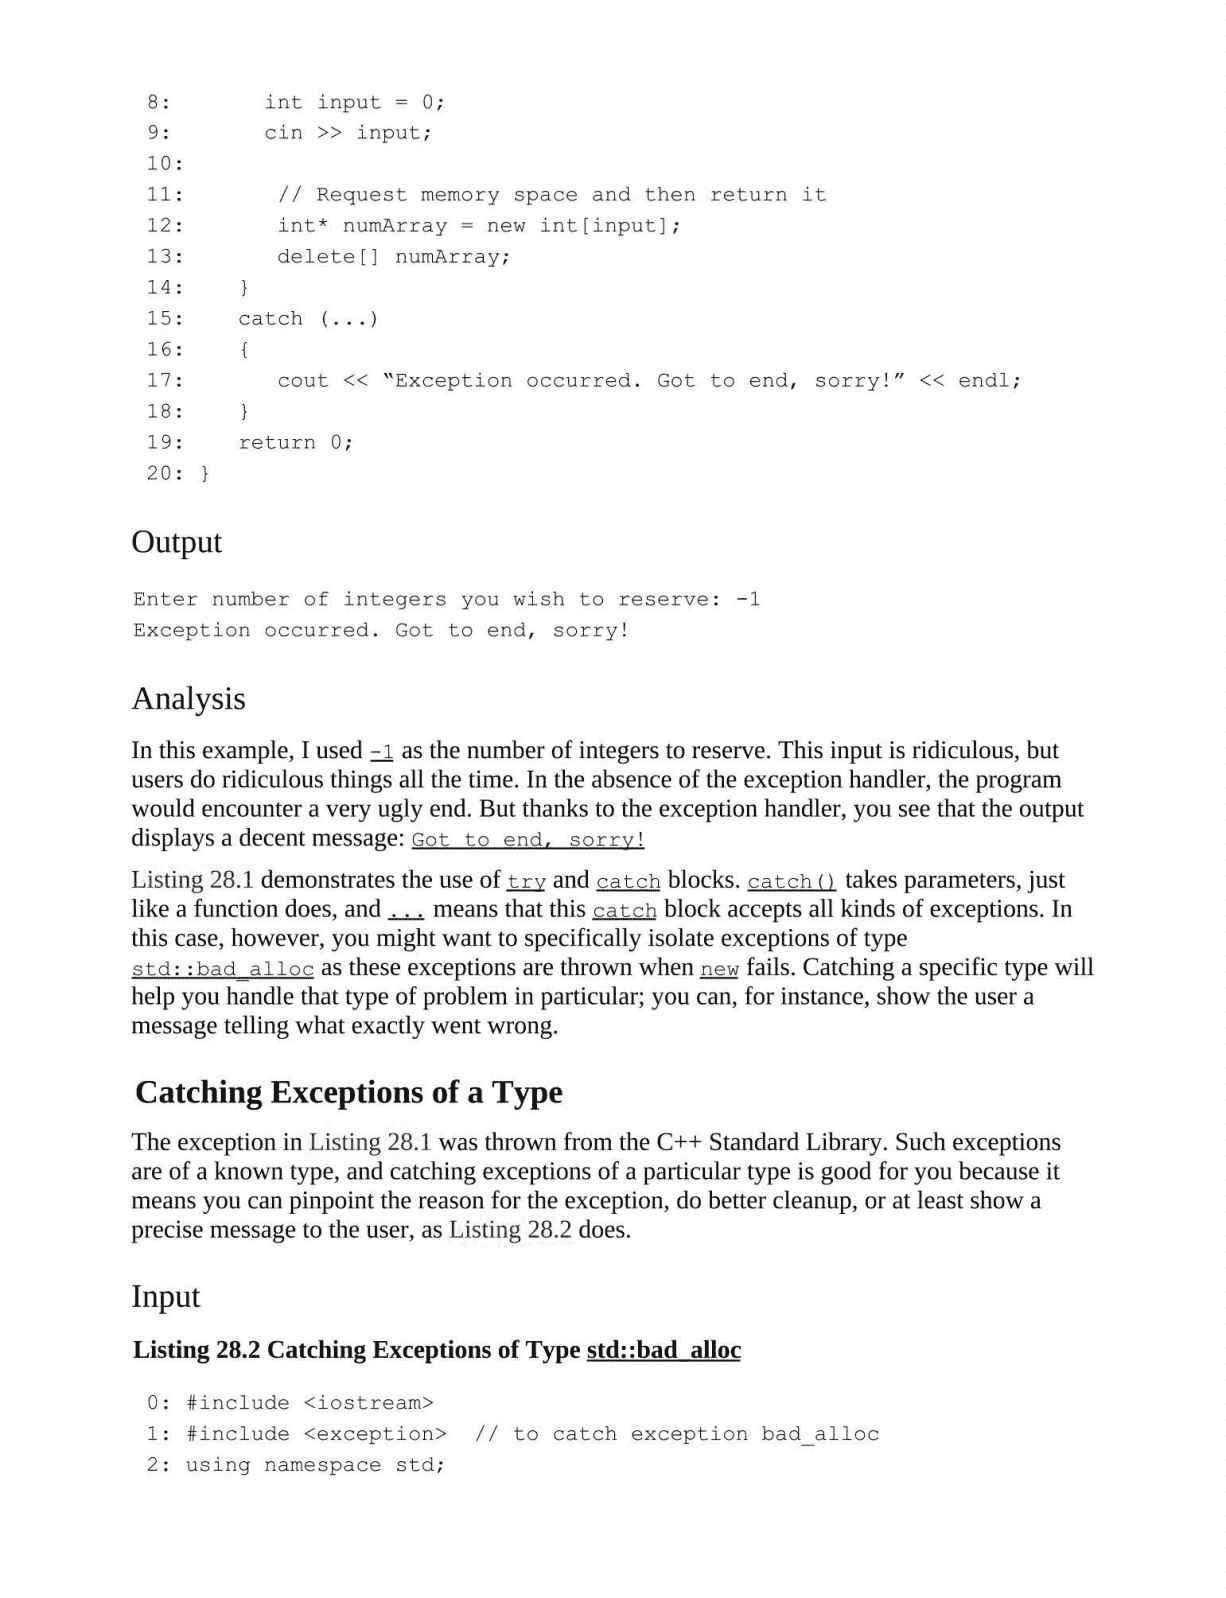 8:       int input = 0;
9:       cin >> input;
10:
11:       // Request memory space and then return it
12:       int* numArray = new int[input];
13:       delete[] numArray;
14:    }
15:    catch (...)
16:    {
17:       cout << “Exception occurred. Got to end, sorry!” << endl;
18:    }
19:    return 0;
20: }
Output
Enter number of integers you wish to reserve: -1
Exception occurred. Got to end, sorry!
Analysis
In this example, I used -1 as the number of integers to reserve. This input is ridiculous, but
users do ridiculous things all the time. In the absence of the exception handler, the program
would encounter a very ugly end. But thanks to the exception handler, you see that the output
displays a decent message: Got to end, sorry!
Listing 28.1 demonstrates the use of try and catch blocks. catch() takes parameters, just
like a function does, and ... means that this catch block accepts all kinds of exceptions. In
this case, however, you might want to specifically isolate exceptions of type
std::bad_alloc as these exceptions are thrown when new fails. Catching a specific type will
help you handle that type of problem in particular; you can, for instance, show the user a
message telling what exactly went wrong.
Catching Exceptions of a Type
The exception in Listing 28.1 was thrown from the C++ Standard Library. Such exceptions
are of a known type, and catching exceptions of a particular type is good for you because it
means you can pinpoint the reason for the exception, do better cleanup, or at least show a
precise message to the user, as Listing 28.2 does.
Input
Listing 28.2 Catching Exceptions of Type std::bad_alloc
0: #include <iostream>
1: #include <exception>  // to catch exception bad_alloc
2: using namespace std;